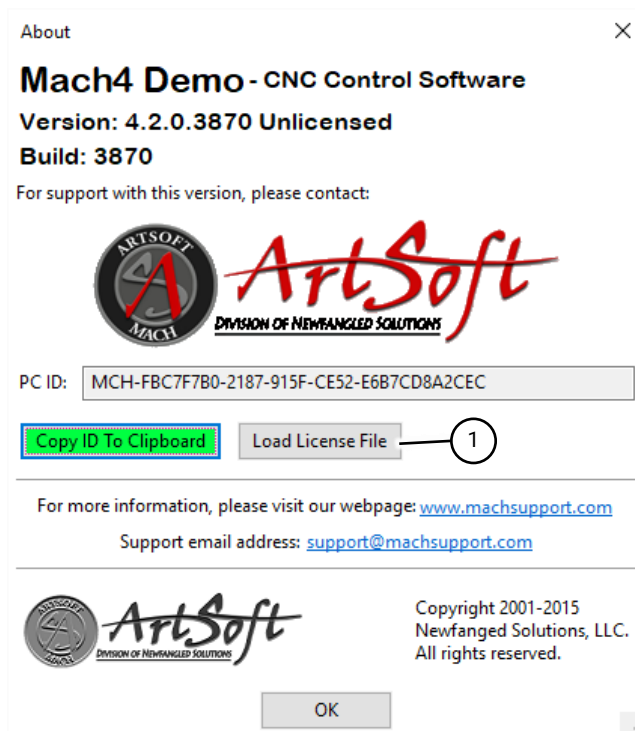 About
Mach4 Demo - CNC Control Software
Version: 4.2.0.3870 Unlicensed
Build: 3870
For support with this version, please contact:
ARTSOFT
MACH
ArtSoft
DIVISION OF NEWFANGLED SOLUTIONS
PC ID: MCH-FBC7F7B0-2187-915F-CE52-E6B7CD8A2CEC
Copy ID To Clipboard Load License File 1
For more information, please visit our webpage: www.machsupport.com
Support email address: support@machsupport.com
ARTSOFT
MACH
ArtSoft
DIVISION OF NEWFANGLED SOLUTIONS
Copyright 2001-2015
Newfanged Solutions, LLC.
All rights reserved.
OK